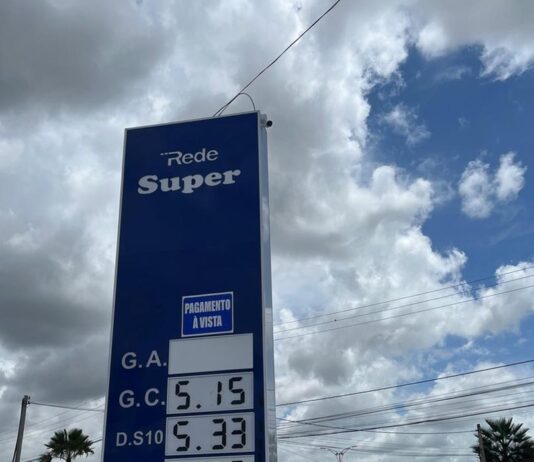 Rede
Super
PAGAMENTO
À VISTA
G.A.
G.C. 5.15
D.S10 5.33